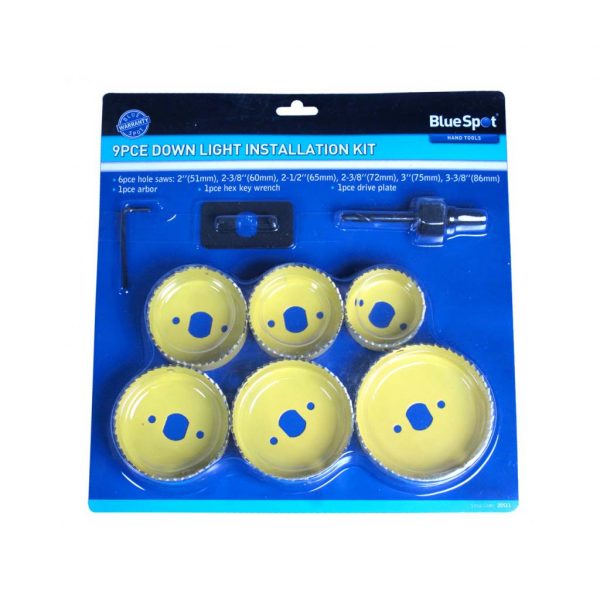 BLUE
WARRANTY
SPOT
BlueSpot
HAND TOOLS
9PCE DOWN LIGHT INSTALLATION KIT
• 6pce hole saws: 2''(51mm), 2-3/8''(60mm), 2-1/2''(65mm), 2-3/8''(72mm), 3''(75mm), 3-3/8''(86mm)
• 1pce arbor • 1pce hex key wrench • 1pce drive plate